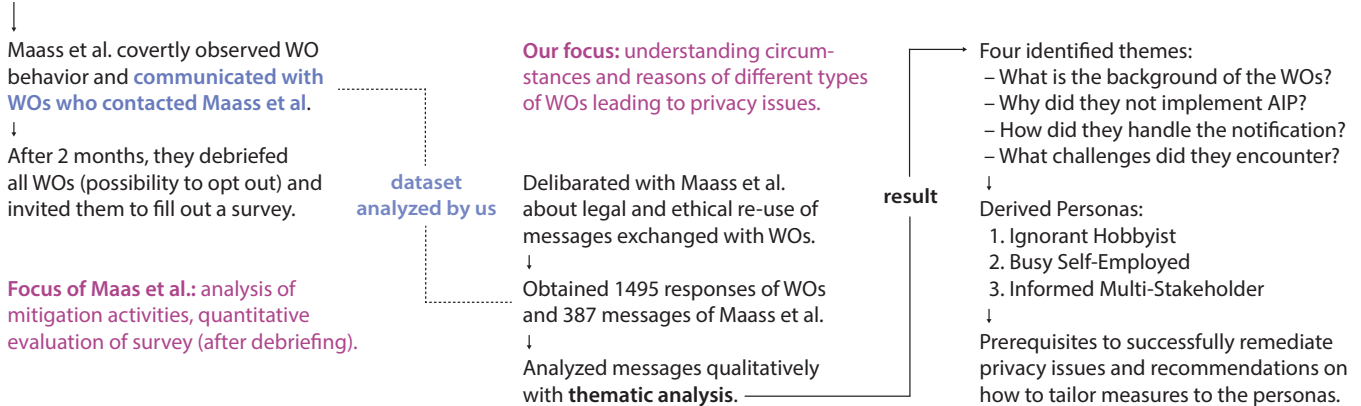 Maass et al. covertly observed WO
behavior and communicated with
WOs who contacted Maass et al.
↓
After 2 months, they debriefed
all WOs (possibility to opt out) and
invited them to fill out a survey.
Focus of Maas et al.: analysis of
mitigation activities, quantitative
evaluation of survey (after debriefing).
dataset
analyzed by us
Our focus: understanding circum-
stances and reasons of different types
of WOs leading to privacy issues.
Delibarated with Maass et al.
about legal and ethical re-use of
messages exchanged with WOs.
↓
Obtained 1495 responses of WOs
and 387 messages of Maass et al.
↓
Analyzed messages qualitatively
with thematic analysis.
result
Four identified themes:
– What is the background of the WOs?
– Why did they not implement AIP?
– How did they handle the notification?
– What challenges did they encounter?
↓
Derived Personas:
1. Ignorant Hobbyist
2. Busy Self-Employed
3. Informed Multi-Stakeholder
↓
Prerequisites to successfully remediate
privacy issues and recommendations on
how to tailor measures to the personas.